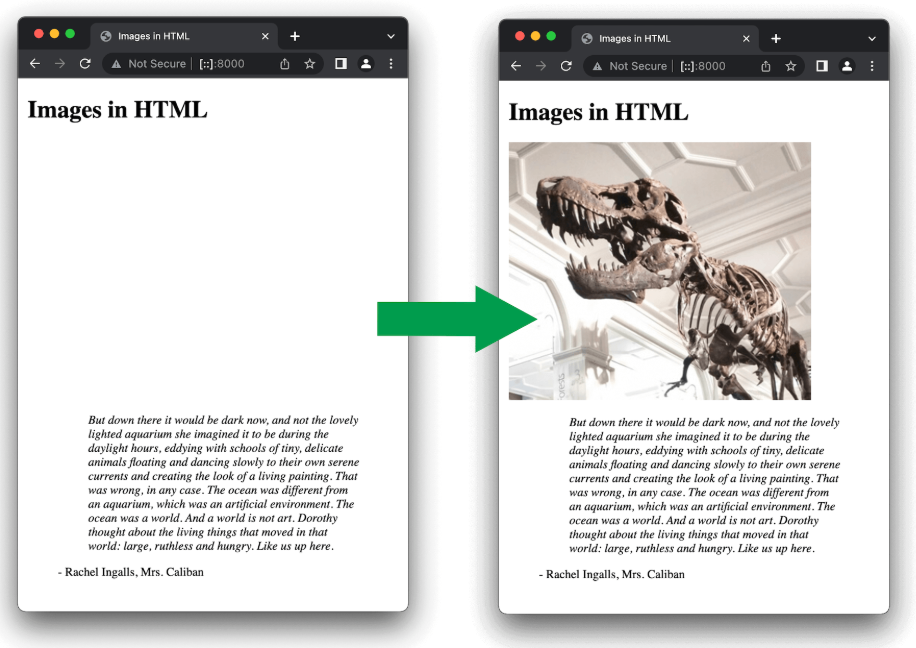 Images in HTML
Not Secure
[::]:8000
Images in HTML
But down there it would be dark now, and not the lovely
lighted aquarium she imagined it to be during the
daylight hours, eddying with schools of tiny, delicate
animals floating and dancing slowly to their own serene
currents and creating the look of a living painting. That
was wrong, in any case. The ocean was different from
an aquarium, which was an artificial environment. The
ocean was a world. And a world is not art. Dorothy
thought about the living things that moved in that
world: large, ruthless and hungry. Like us up here.
- Rachel Ingalls, Mrs. Caliban
Images in HTML
Not Secure
[::]:8000
Images in HTML
But down there it would be dark now, and not the lovely
lighted aquarium she imagined it to be during the
daylight hours, eddying with schools of tiny, delicate
animals floating and dancing slowly to their own serene
currents and creating the look of a living painting. That
was wrong, in any case. The ocean was different from
an aquarium, which was an artificial environment. The
ocean was a world. And a world is not art. Dorothy
thought about the living things that moved in that
world: large, ruthless and hungry. Like us up here.
- Rachel Ingalls, Mrs. Caliban